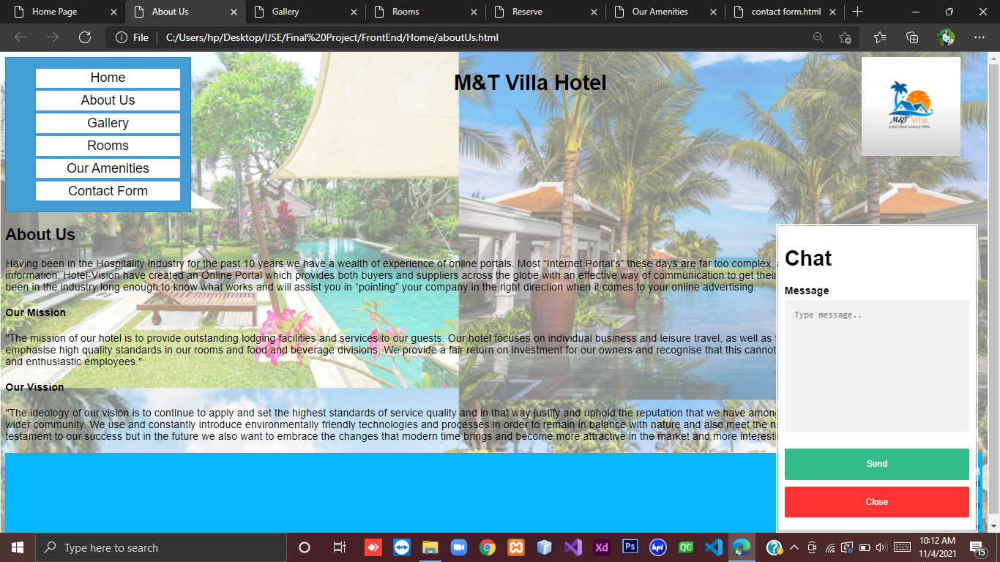 Home Page
About Us
Gallery
Rooms
Reserve
Our Amenities
contact form.html
File
C:/Users/hp/Desktop/IJSE/Final%20Project/FrontEnd/Home/aboutUs.html
Home
About Us
Gallery
Rooms
Our Amenities
Contact Form
M&T Villa Hotel
M&T Villa
Lake View Luxury Villa
About Us
Having been in the Hospitality industry for the past 10 years we have a wealth of experience of online portals. Most “Internet Portal’s” these days are far too complex,
information. Hotel-Vision have created an Online Portal which provides both buyers and suppliers across the globe with an effective way of communication to get their
been in the industry long enough to know what works and will assist you in “pointing” your company in the right direction when it comes to your online advertising.
Our Mission
"The mission of our hotel is to provide outstanding lodging facilities and services to our guests. Our hotel focuses on individual business and leisure travel, as well as
emphasise high quality standards in our rooms and food and beverage divisions. We provide a fair return on investment for our owners and recognise that this cannot
and enthusiastic employees."
Our Vission
"The ideology of our vision is to continue to apply and set the highest standards of service quality and in that way justify and uphold the reputation that we have
wider community. We use and constantly introduce environmentally friendly technologies and processes in order to remain in balance with nature and also meet the
testament to our success but in the future we also want to embrace the changes that modern time brings and become more attractive in the market and more
Chat
Message
Type message..
Send
Close
Type here to search
Xd
Ps
hpf
QC
10:12 AM
11/4/2021
15